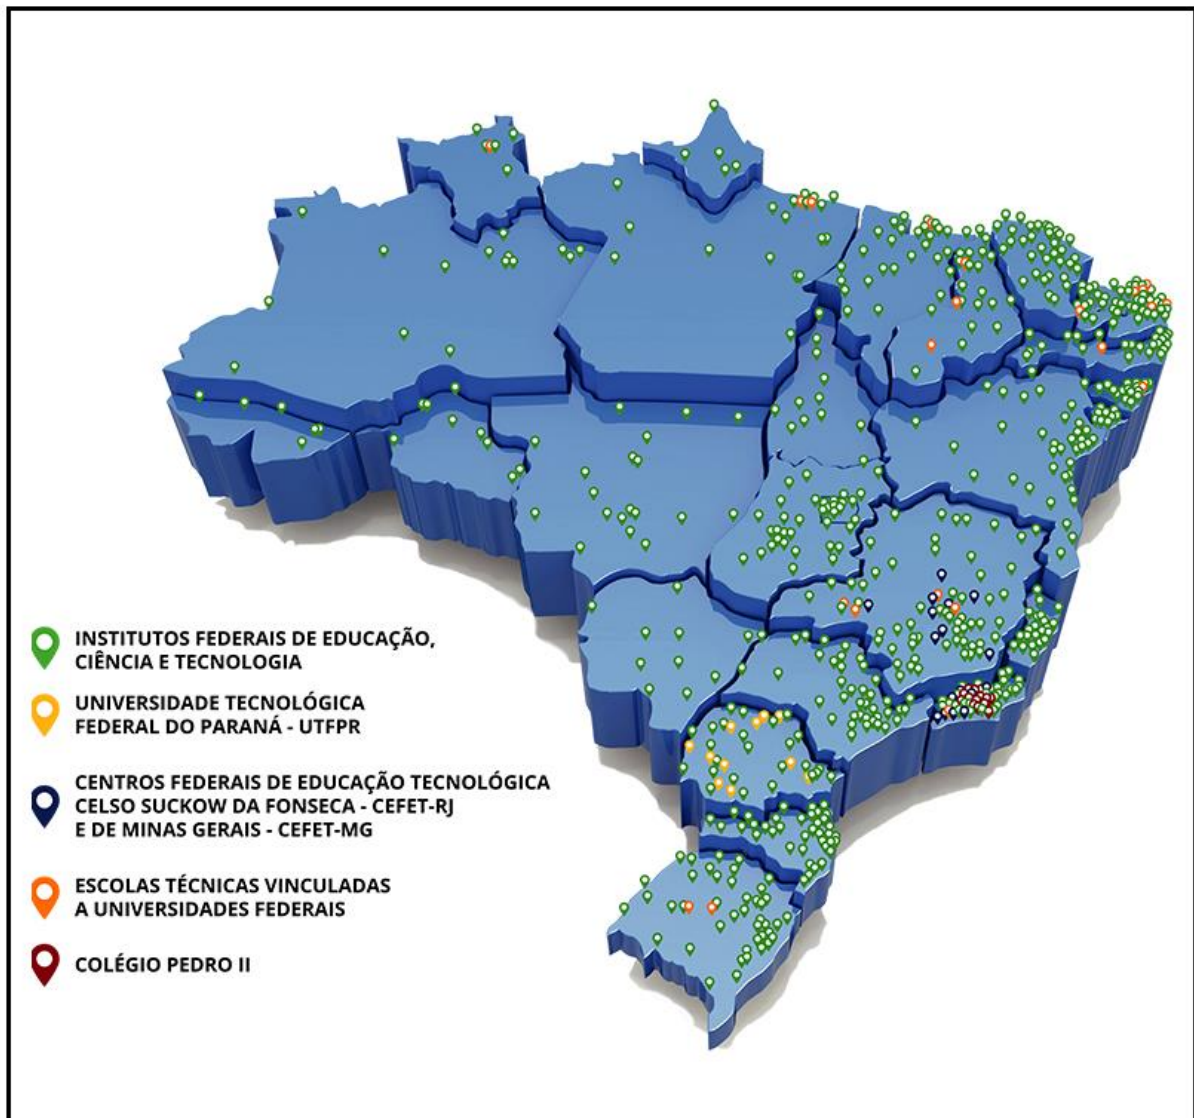 INSTITUTOS FEDERAIS DE EDUCAÇÃO,
CIÊNCIA E TECNOLOGIA
UNIVERSIDADE TECNOLÓGICA
FEDERAL DO PARANÁ - UTFPR
CENTROS FEDERAIS DE EDUCAÇÃO TECNOLÓGICA
CELSO SUCKOW DA FONSECA - CEFET-RJ
E DE MINAS GERAIS - CEFET-MG
ESCOLAS TÉCNICAS VINCULADAS
A UNIVERSIDADES FEDERAIS
COLÉGIO PEDRO II